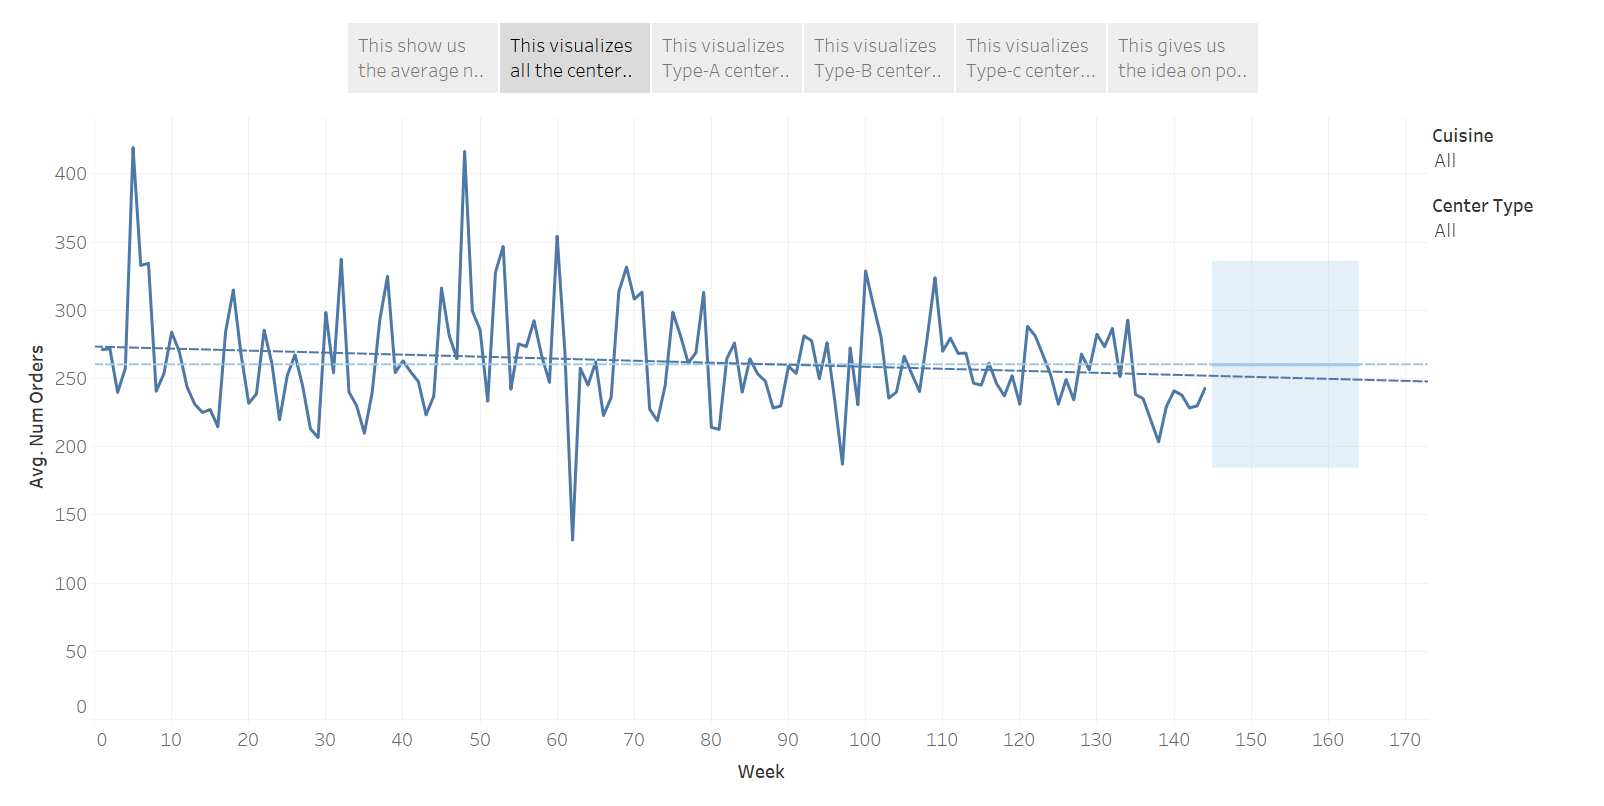 This show us
the average n..
This visualizes
all the center..
This visualizes
Type-A center..
This visualizes
Type-B center..
This visualizes
Type-c center...
This gives us
the idea on po..
Cuisine
All
Center Type
All
400
350
300
250
200
150
100
50
0
Avg. Num Orders
0 10 20 30 40 50 60 70 80 90 100 110 120 130 140 150 160 170
Week